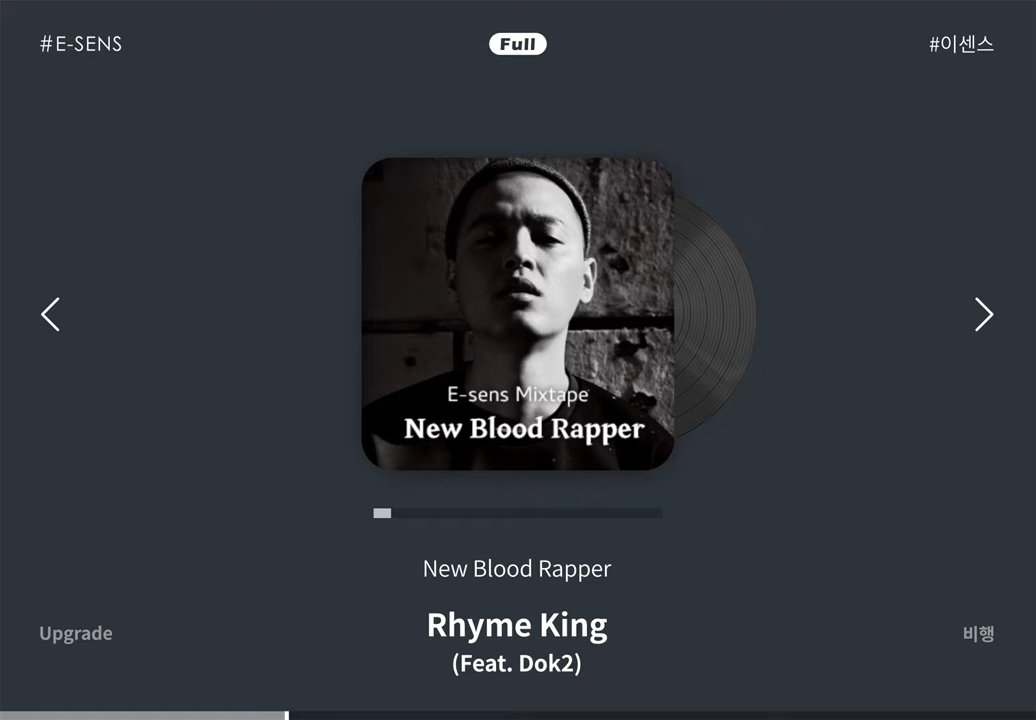 #E-SENS
Full
#이센스
E-sens Mixtape
New Blood Rapper
New Blood Rapper
Upgrade
Rhyme King
(Feat. Dok2)
비행